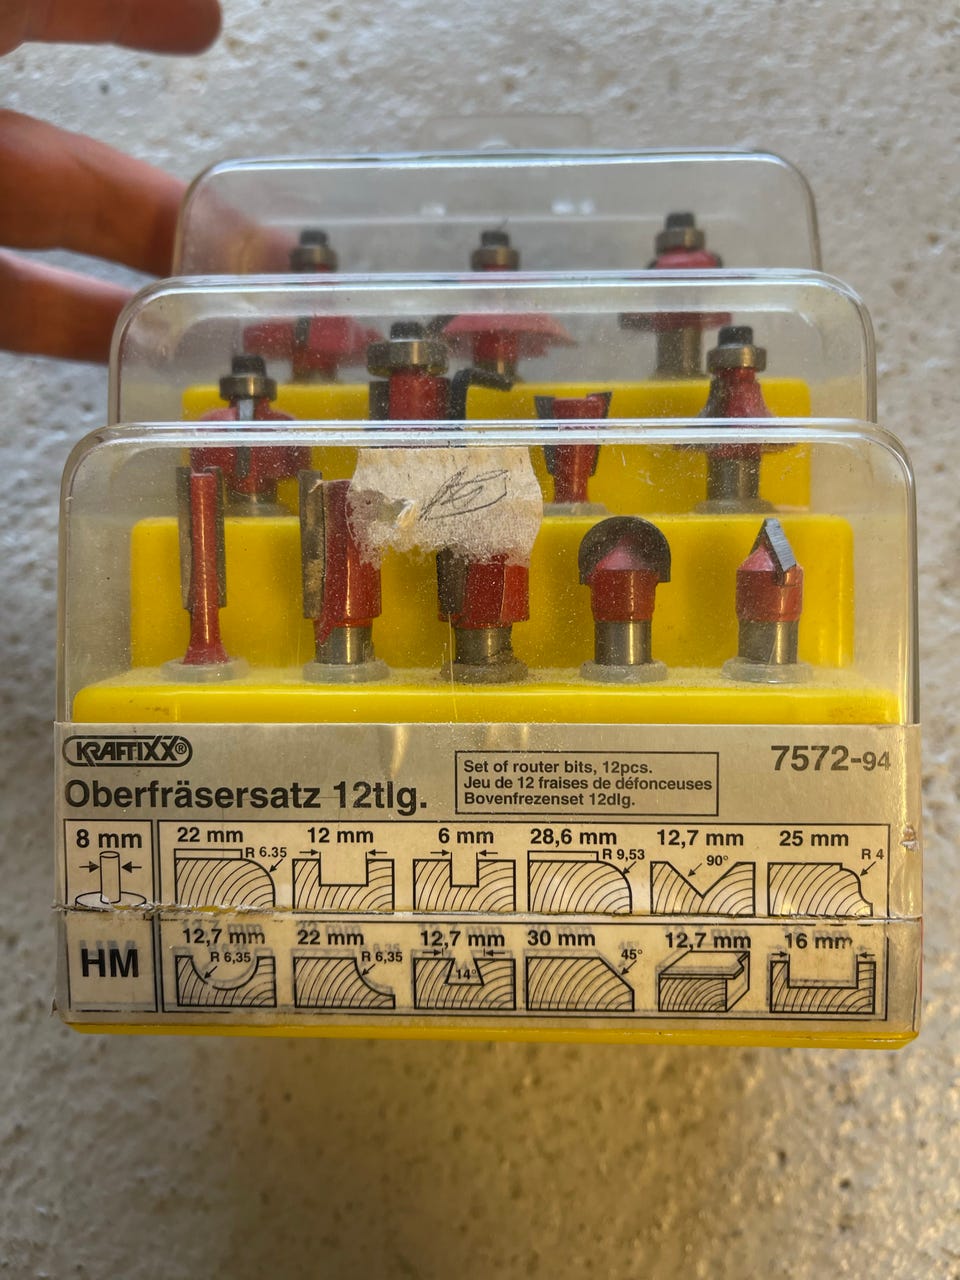 KRAFTIXX®
Oberfräsersatz 12tlg.
Set of router bits, 12pcs.
Jeu de 12 fraises de défonceuses
Bovenfrezenset 12dlg.
7572-94
8 mm
22 mm
R 6.35
12 mm
6 mm
28,6 mm
R 9,53
12,7 mm
90°
25 mm
R 4
HM
12,7 mm
R 6,35
22 mm
R 6,35
12,7 mm
14°
30 mm
45°
12,7 mm
16 mm